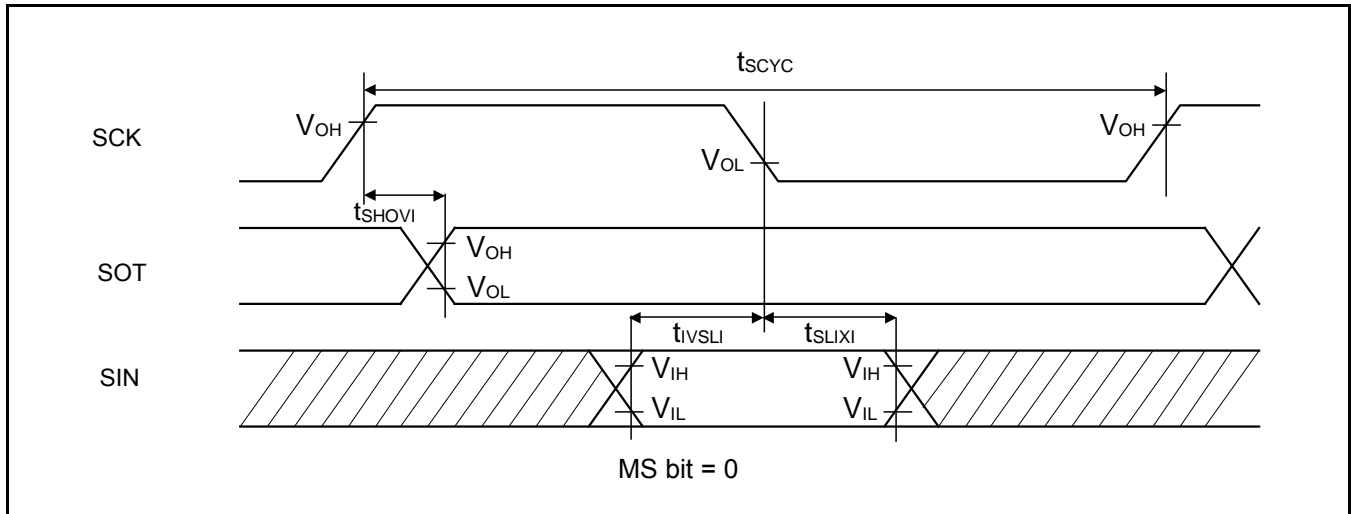 tSCYC
SCK
VOH
VOH
VOL
tSHOVI
SOT
VOH
VOL
tIVSLI
tSLIXI
SIN
VIH
VIH
VIL
VIL
MS bit = 0